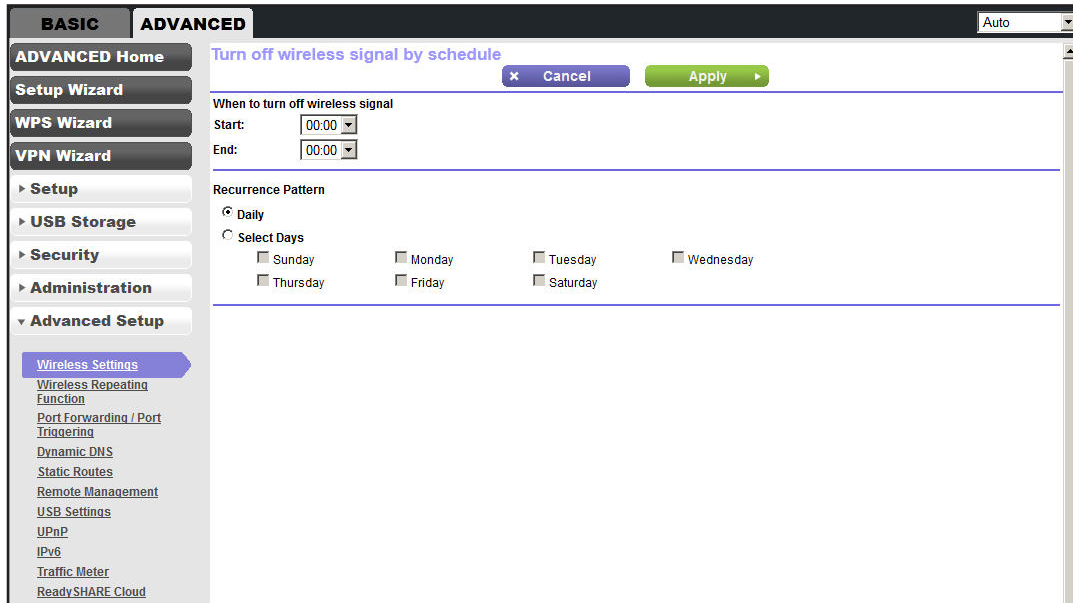 BASIC
ADVANCED
Auto
ADVANCED Home
Setup Wizard
WPS Wizard
VPN Wizard
Setup
USB Storage
Security
Administration
Advanced Setup
Wireless Settings
Wireless Repeating
Function
Port Forwarding / Port
Triggering
Dynamic DNS
Static Routes
Remote Management
USB Settings
UPnP
IPv6
Traffic Meter
ReadySHARE Cloud
Turn off wireless signal by schedule
Cancel
Apply
When to turn off wireless signal
Start: 00:00
End: 00:00
Recurrence Pattern
Daily
Select Days
Sunday Monday Tuesday Wednesday
Thursday Friday Saturday